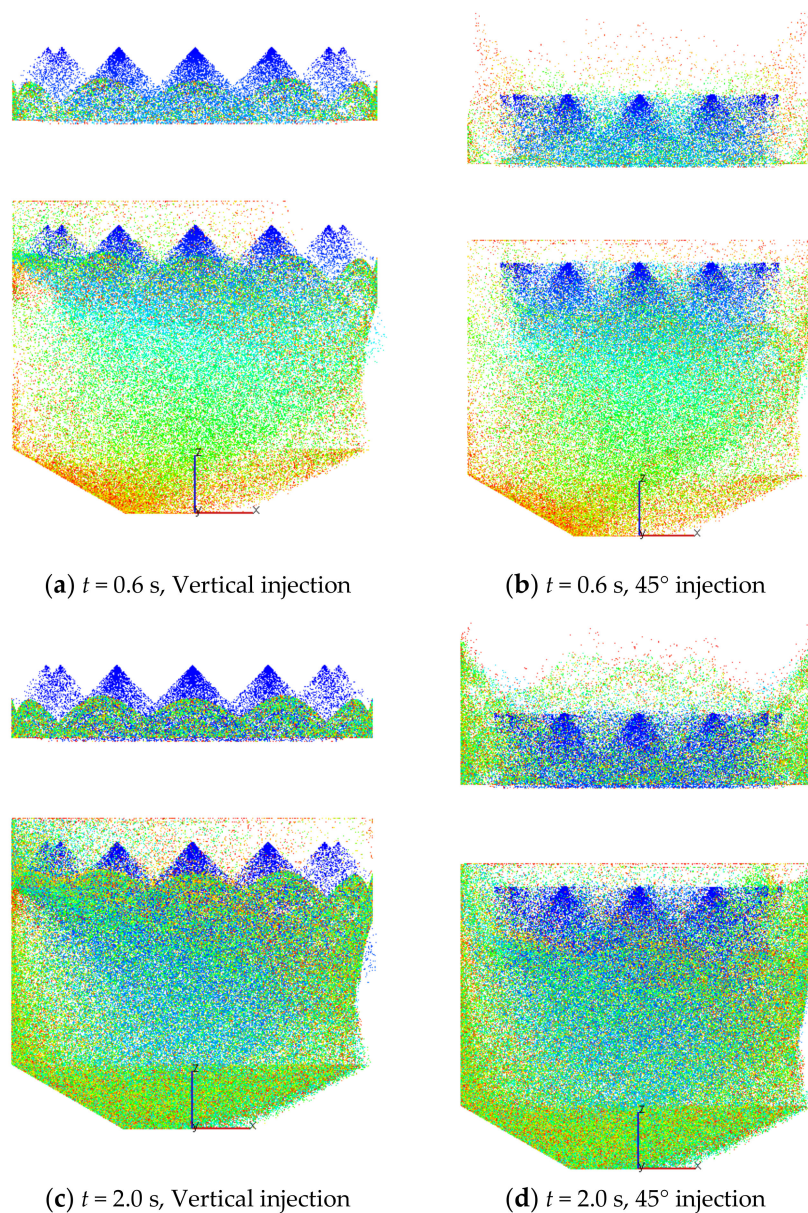 Z
Y
X
Z
Y
X
(a) t = 0.6 s, Vertical injection
(b) t = 0.6 s, 45° injection
Z
Y
X
Z
Y
X
(c) t = 2.0 s, Vertical injection
(d) t = 2.0 s, 45° injection